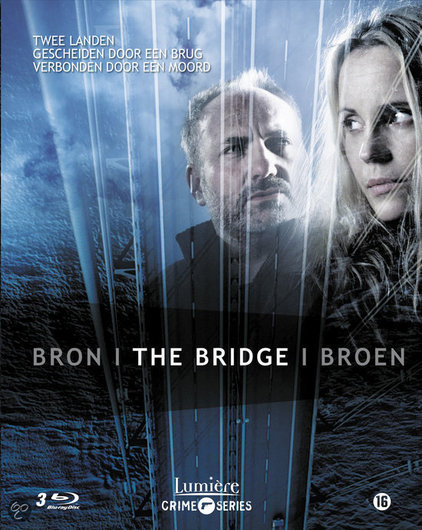 TWEE LANDEN
GESCHEIDEN DOOR EEN BRUG
VERBONDEN DOOR EEN MOORD
BRON | THE BRIDGE | BROEN
Lumière
CRIME SERIES
3 Blu-ray Disc
16